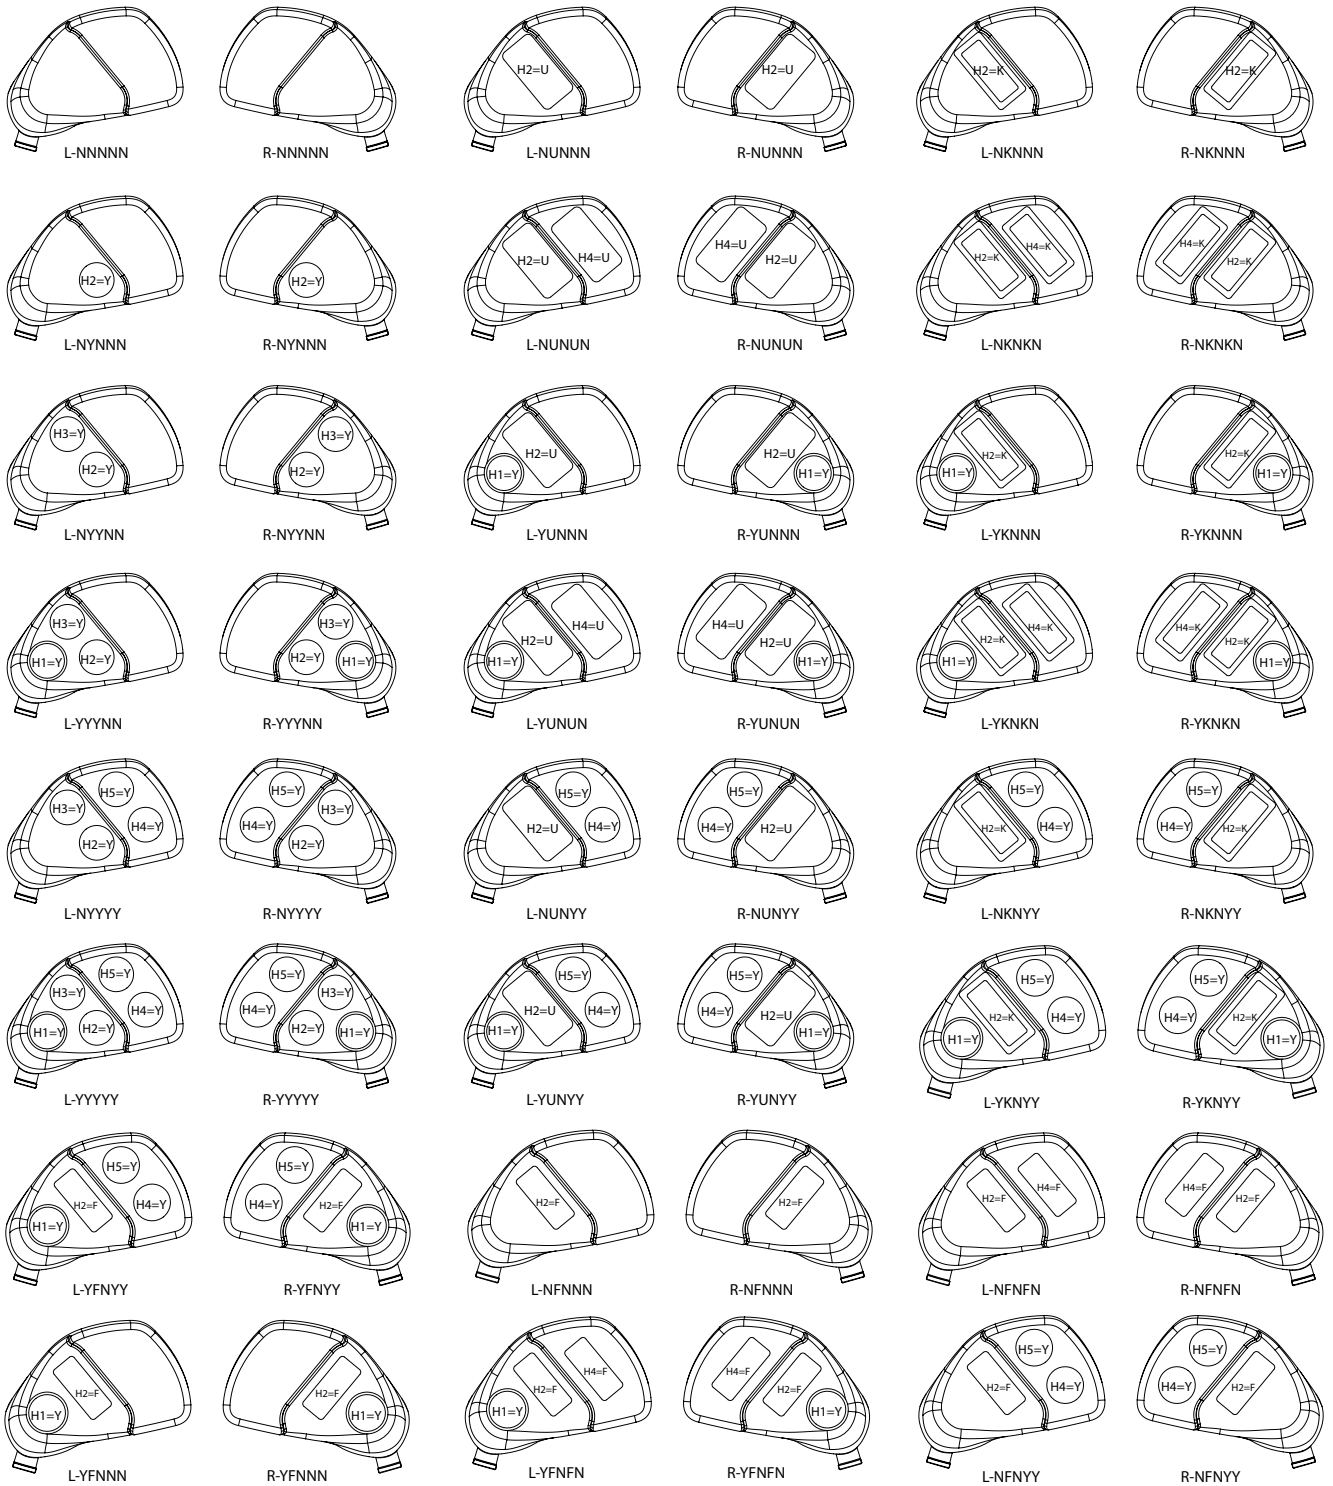 H2=U H2=U H2=K H2=K
L-NNNNN R-NNNNN L-NUNNN R-NUNNN L-NKNNN R-NKNNN
H4=U H4=U H4=K H4=K
H2=Y H2=Y H2=U H2=U H2=K H2=K
L-NYNNN R-NYNNN L-NUNUN R-NUNUN L-NKNKN R-NKNKN
H3=Y H3=Y
H2=Y H2=Y H2=U H2=U H2=K H2=K
H1=Y H1=Y H1=Y H1=Y
L-NYYNN R-NYYNN L-YUNNN R-YUNNN L-YKNNN R-YKNNN
H3=Y H3=Y H4=U H4=U H4=K H4=K
H2=U H2=U H2=K H2=K
H1=Y H2=Y H2=Y H1=Y H1=Y H1=Y H1=Y H1=Y
L-YYYNN R-YYYNN L-YUNUN R-YUNUN L-YKNKN R-YKNKN
H5=Y H5=Y H5=Y H5=Y H5=Y H5=Y
H3=Y H3=Y
H4=Y H4=Y H2=U H4=Y H4=Y H2=U H2=K H4=Y H4=Y H2=K
H2=Y H2=Y
L-NYYYY R-NYYYY L-NUNYY R-NUNYY L-NKNYY R-NKNYY
H5=Y H5=Y H5=Y H5=Y H5=Y H5=Y
H3=Y H3=Y
H4=Y H4=Y H2=U H4=Y H4=Y H2=U H2=K H4=Y H4=Y H2=K
H1=Y H2=Y H2=Y H1=Y H1=Y H1=Y H1=Y H1=Y
L-YYYYY R-YYYYY L-YUNYY R-YUNYY L-YKNYY R-YKNYY
H5=Y H5=Y
H4=F H4=F
H2=F H4=Y H4=Y H2=F H2=F H2=F H2=F H2=F
H1=Y H1=Y
L-YFNYY R-YFNYY L-NFNNN R-NFNNN L-NFNFN R-NFNFN
H5=Y H5=Y
H4=F H4=F
H2=F H2=F H2=F H2=F H2=F H4=Y H4=Y H2=F
H1=Y H1=Y H1=Y H1=Y
L-YFNNN R-YFNNN L-YFNFN R-YFNFN L-NFNYY R-NFNYY